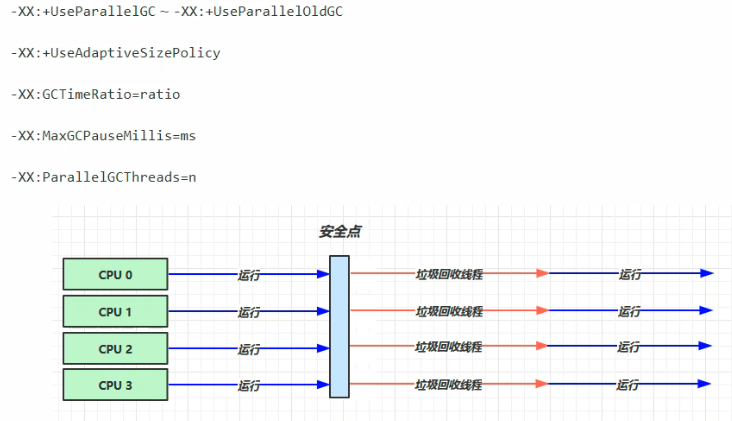 -XX:+UseParallelGC ~ -XX:+UseParallelOldGC
-XX:+UseAdaptiveSizePolicy
-XX:GCTimeRatio=ratio
-XX:MaxGCPauseMillis=ms
-XX:ParallelGCThreads=n
安全点
CPU 0 运行 垃圾回收线程 运行
CPU 1 运行 垃圾回收线程 运行
CPU 2 运行 垃圾回收线程 运行
CPU 3 运行 垃圾回收线程 运行